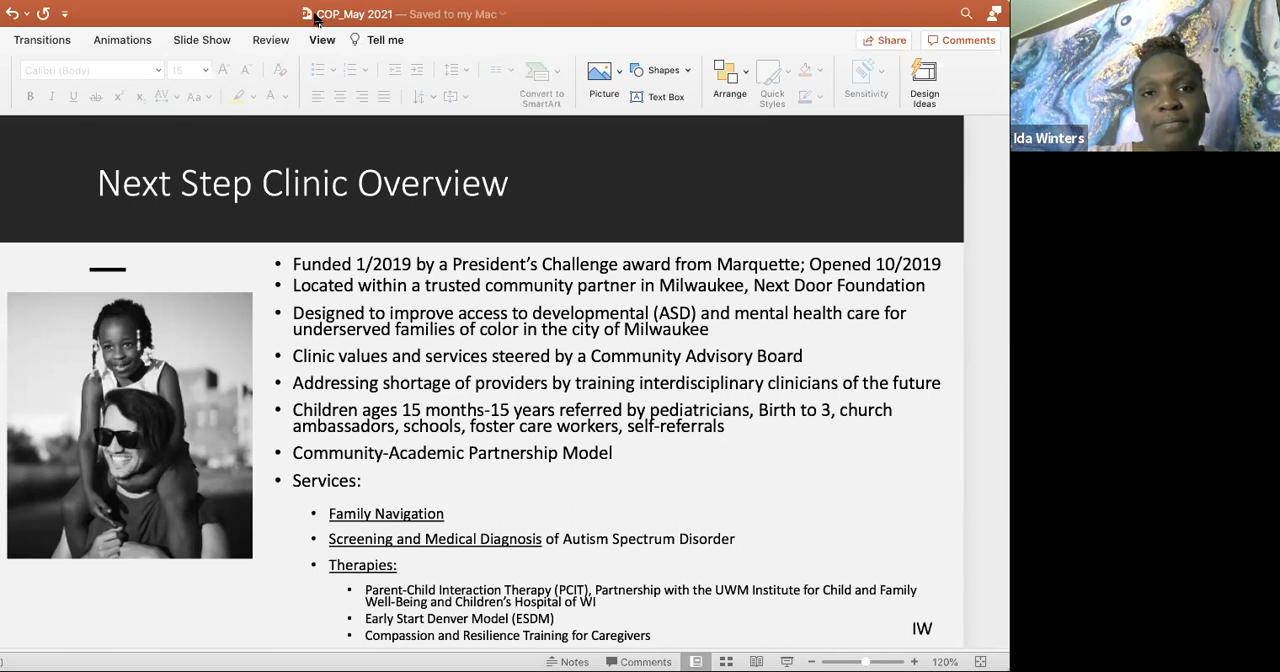 COP_May 2021 — Saved to my Mac
Transitions Animations Slide Show Review View Tell me Share Comments
Calibri (Body) 15
Convert to SmartArt
Picture
Shapes
Text Box
Arrange
Quick Styles
Sensitivity
Design Ideas
Ida Winters
Next Step Clinic Overview
• Funded 1/2019 by a President's Challenge award from Marquette; Opened 10/2019
• Located within a trusted community partner in Milwaukee, Next Door Foundation
• Designed to improve access to developmental (ASD) and mental health care for
underserved families of color in the city of Milwaukee
• Clinic values and services steered by a Community Advisory Board
• Addressing shortage of providers by training interdisciplinary clinicians of the future
• Children ages 15 months-15 years referred by pediatricians, Birth to 3, church
ambassadors, schools, foster care workers, self-referrals
• Community-Academic Partnership Model
• Services:
• Family Navigation
• Screening and Medical Diagnosis of Autism Spectrum Disorder
• Therapies:
• Parent-Child Interaction Therapy (PCIT), Partnership with the UWM Institute for Child and Family
Well-Being and Children's Hospital of WI
• Early Start Denver Model (ESDM)
• Compassion and Resilience Training for Caregivers
IW
Notes Comments 120%